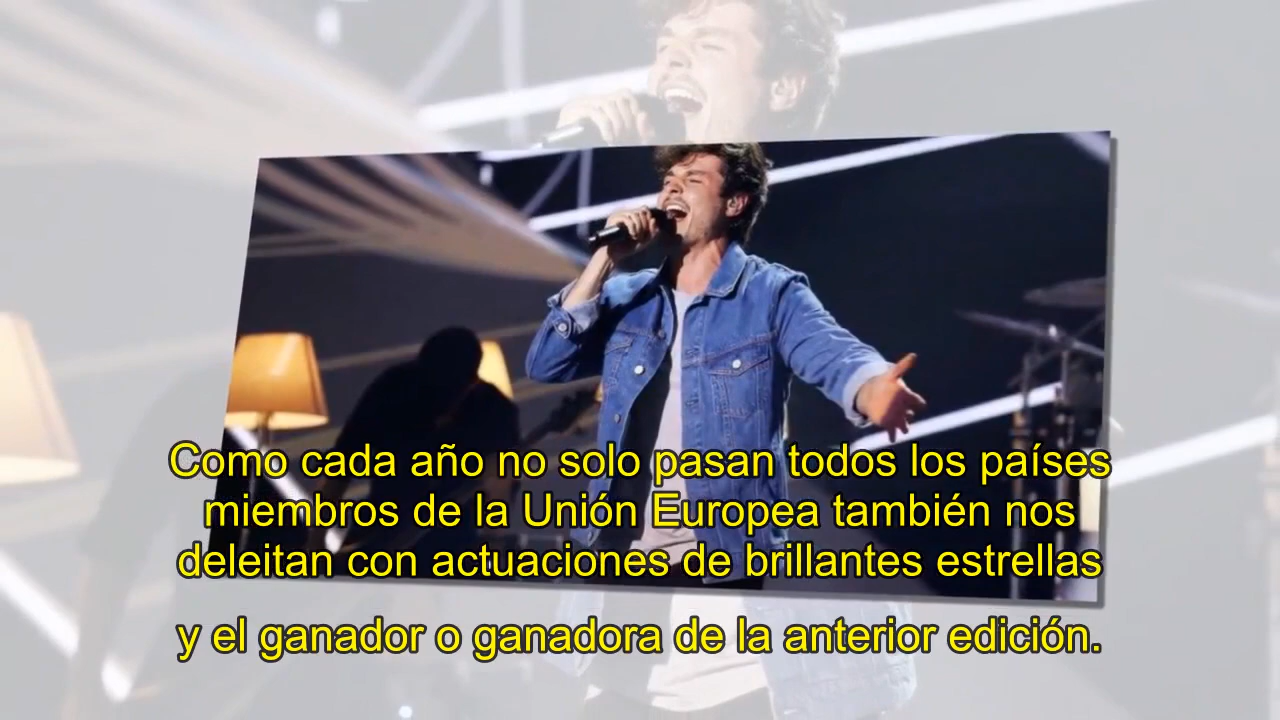 Como cada año no solo pasan todos los países
miembros de la Unión Europea también nos
deleitan con actuaciones de brillantes estrellas
y el ganador o ganadora de la anterior edición.